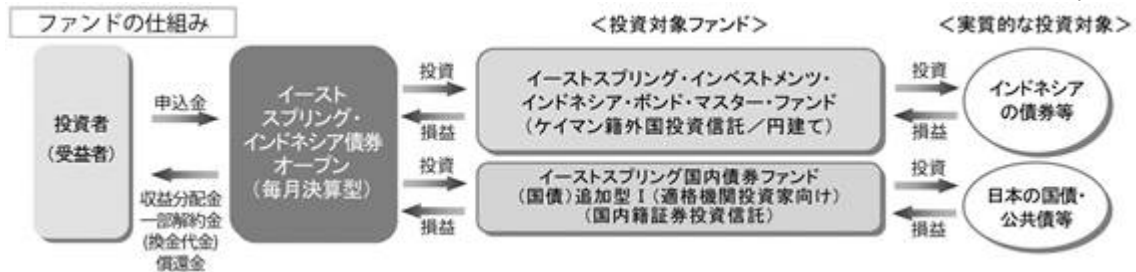 ファンドの仕組み
<投資対象ファンド>
<実質的な投資対象>
投資者
(受益者)
申込金
収益分配金
一部解約金
(換金代金)
償還金
イースト
スプリング・
インドネシア債券
オープン
(毎月決算型)
投資
損益
イーストスプリング・インベストメンツ・
インドネシア・ボンド・マスター・ファンド
(ケイマン籍外国投資信託/円建て)
投資
損益
インドネシア
の債券等
投資
損益
イーストスプリング国内債券ファンド
(国債)追加型Ⅰ(適格機関投資家向け)
(国内籍証券投資信託)
投資
損益
日本の国債・
公共債等